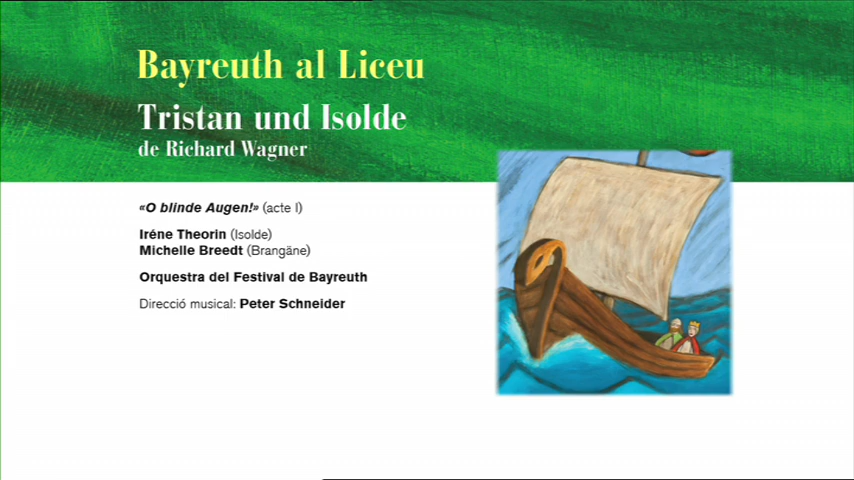 Bayreuth al Liceu
Tristan und Isolde
de Richard Wagner
«O blinde Augen!» (acte I)
Iréne Theorin (Isolde)
Michelle Breedt (Brangäne)
Orquestra del Festival de Bayreuth
Direcció musical: Peter Schneider